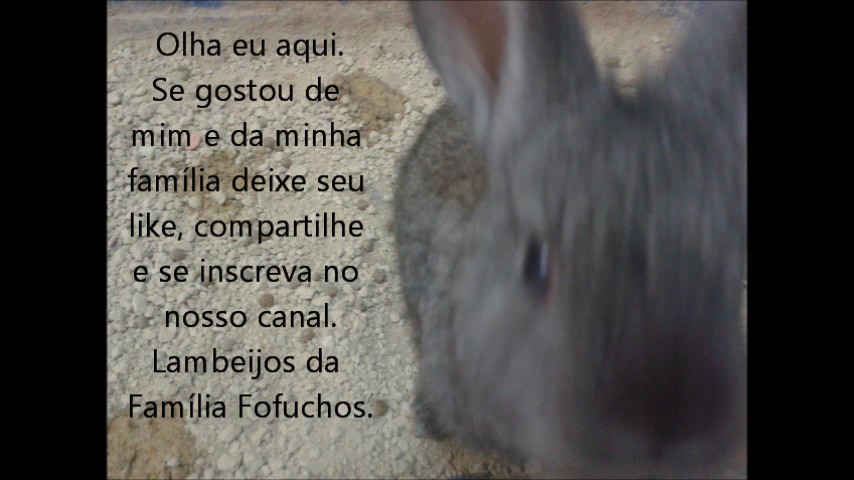 Olha eu aqui.
Se gostou de
mim e da minha
família deixe seu
like, compartilhe
e se inscreva no
nosso canal.
Lambeijos da
Família Fofuchos.